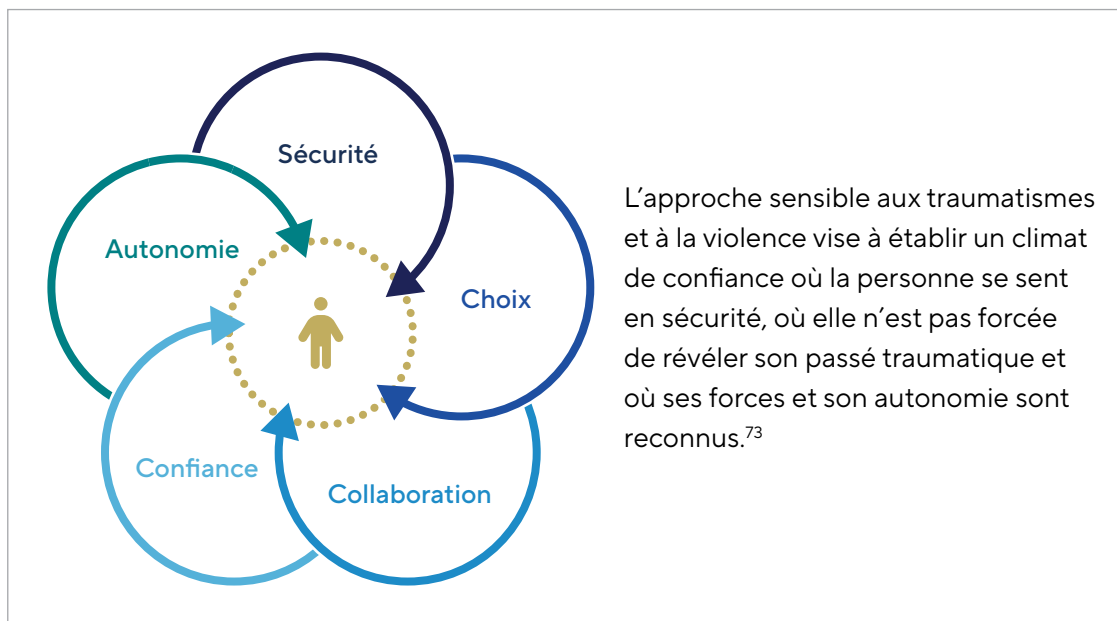 Sécurité
Autonomie
Choix
Confiance
Collaboration
L’approche sensible aux traumatismes
et à la violence vise à établir un climat
de confiance où la personne se sent
en sécurité, où elle n’est pas forcée
de révéler son passé traumatique et
où ses forces et son autonomie sont
reconnus.73